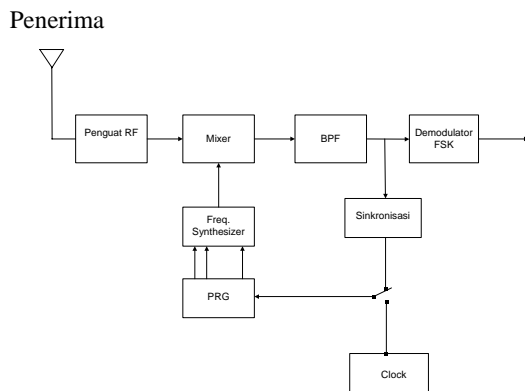 Penerima
Penguat RF
Mixer
BPF
Demodulator
FSK
Freq.
Synthesizer
Sinkronisasi
PRG
Clock